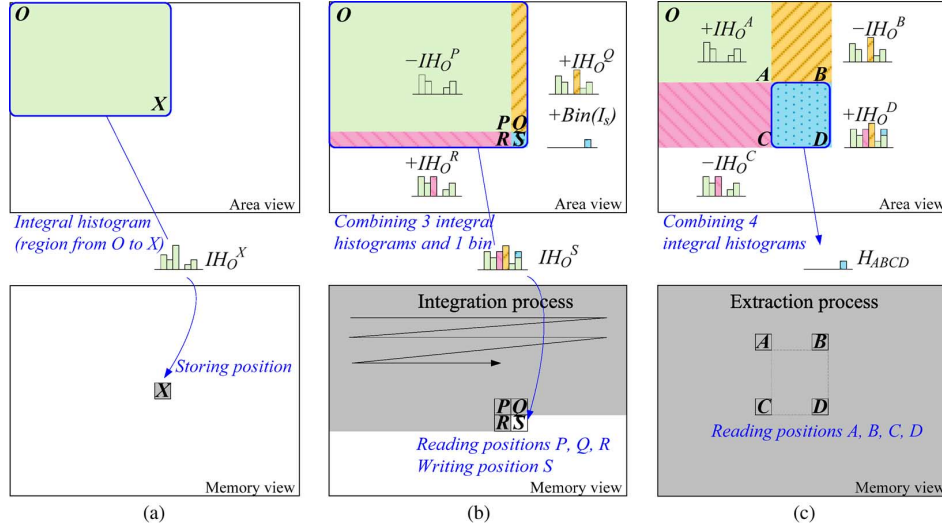 O
X
Area view
Integral histogram
(region from O to X)
IH_O^X
Storing position
X
Memory view
(a)
O
−IH_O^P
+IH_O^Q
+Bin(I_s)
P Q
R S
+IH_O^R
Area view
Combining 3 integral
histograms and 1 bin
IH_O^S
Integration process
P Q
R S
Reading positions P, Q, R
Writing position S
Memory view
(b)
O
+IH_O^A
−IH_O^B
A B
+IH_O^D
C D
−IH_O^C
Area view
Combining 4
integral histograms
H_ABCD
Extraction process
A B
C D
Reading positions A, B, C, D
Memory view
(c)